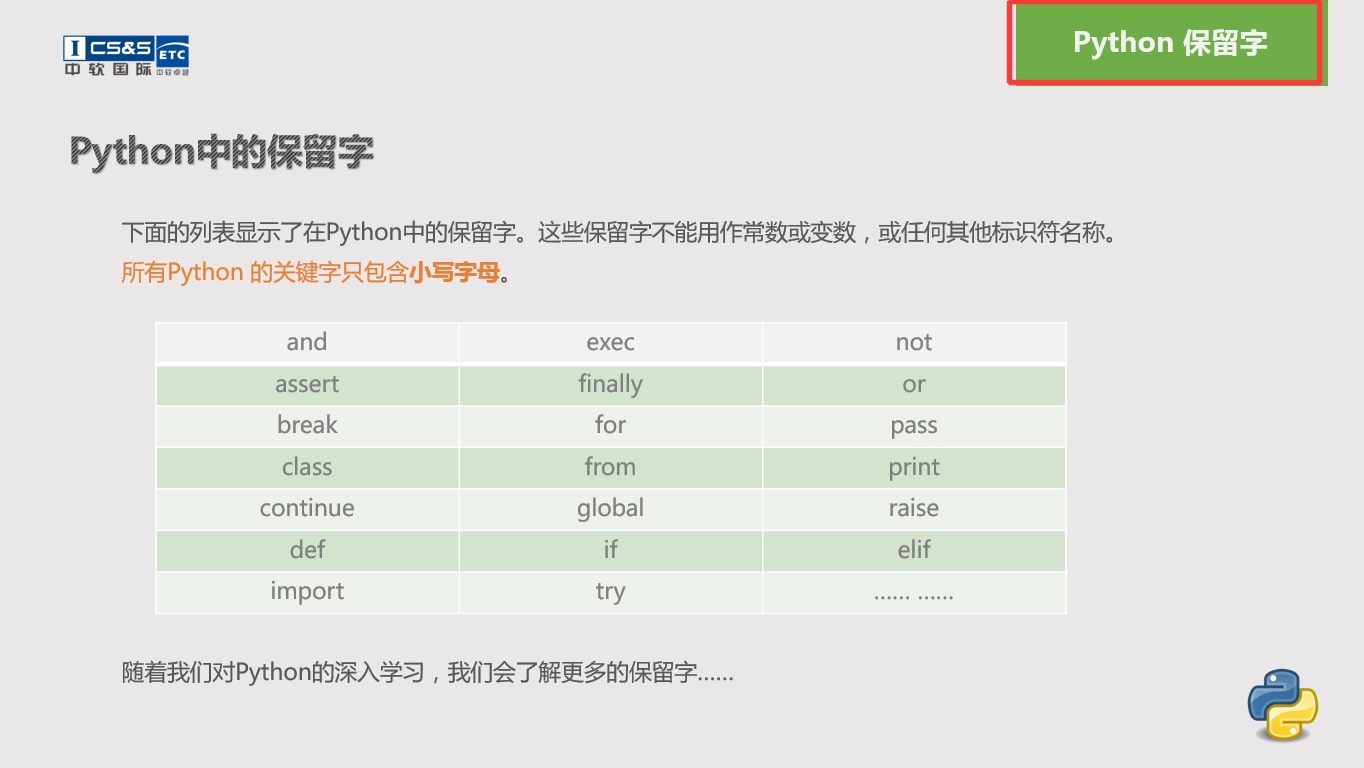 ICS&S ETC
中软国际 中软卓越
Python 保留字
Python中的保留字
下面的列表显示了在Python中的保留字。这些保留字不能用作常数或变数，或任何其他标识符名称。
所有Python 的关键字只包含小写字母。
and exec not
assert finally or
break for pass
class from print
continue global raise
def if elif
import try …… ……
随着我们对Python的深入学习，我们会了解更多的保留字……